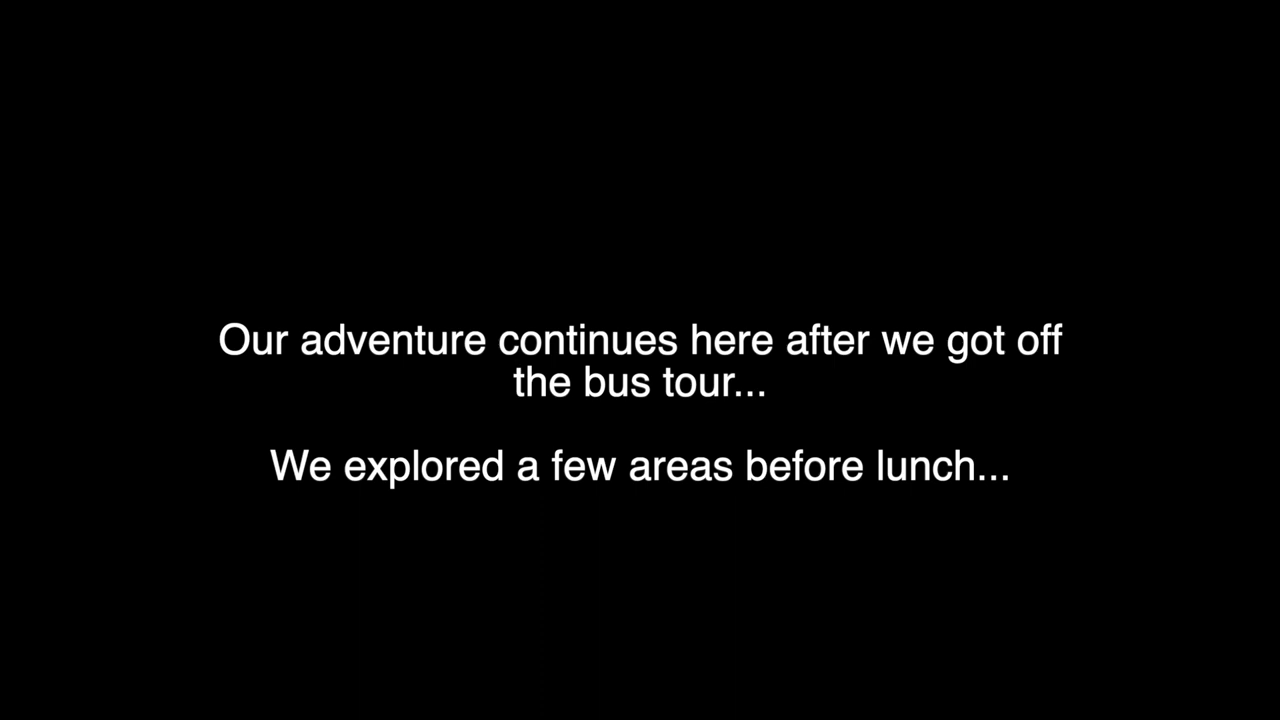 Our adventure continues here after we got off
the bus tour...
We explored a few areas before lunch...